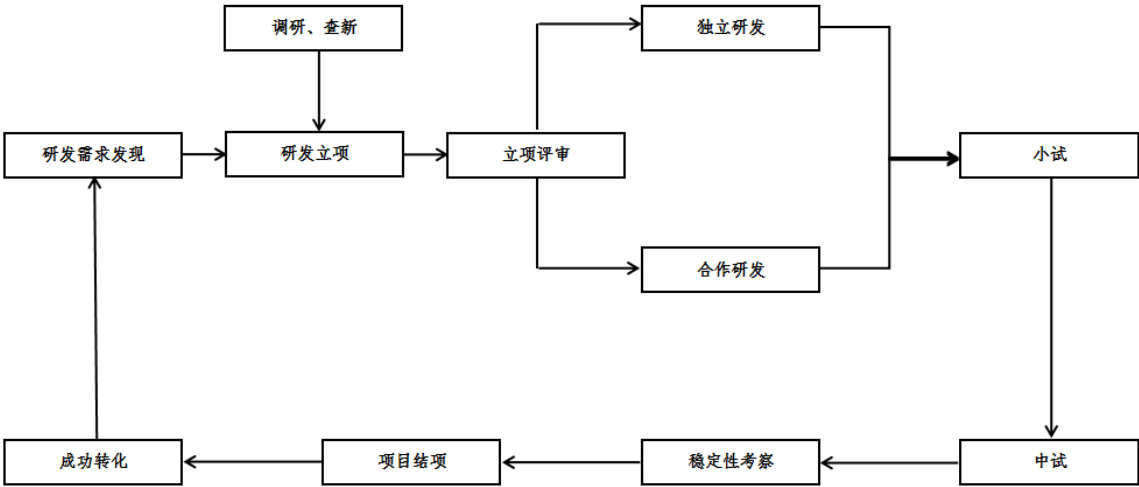 调研、查新
独立研发
研发需求发现
研发立项
立项评审
小试
合作研发
成功转化
项目结项
稳定性考察
中试